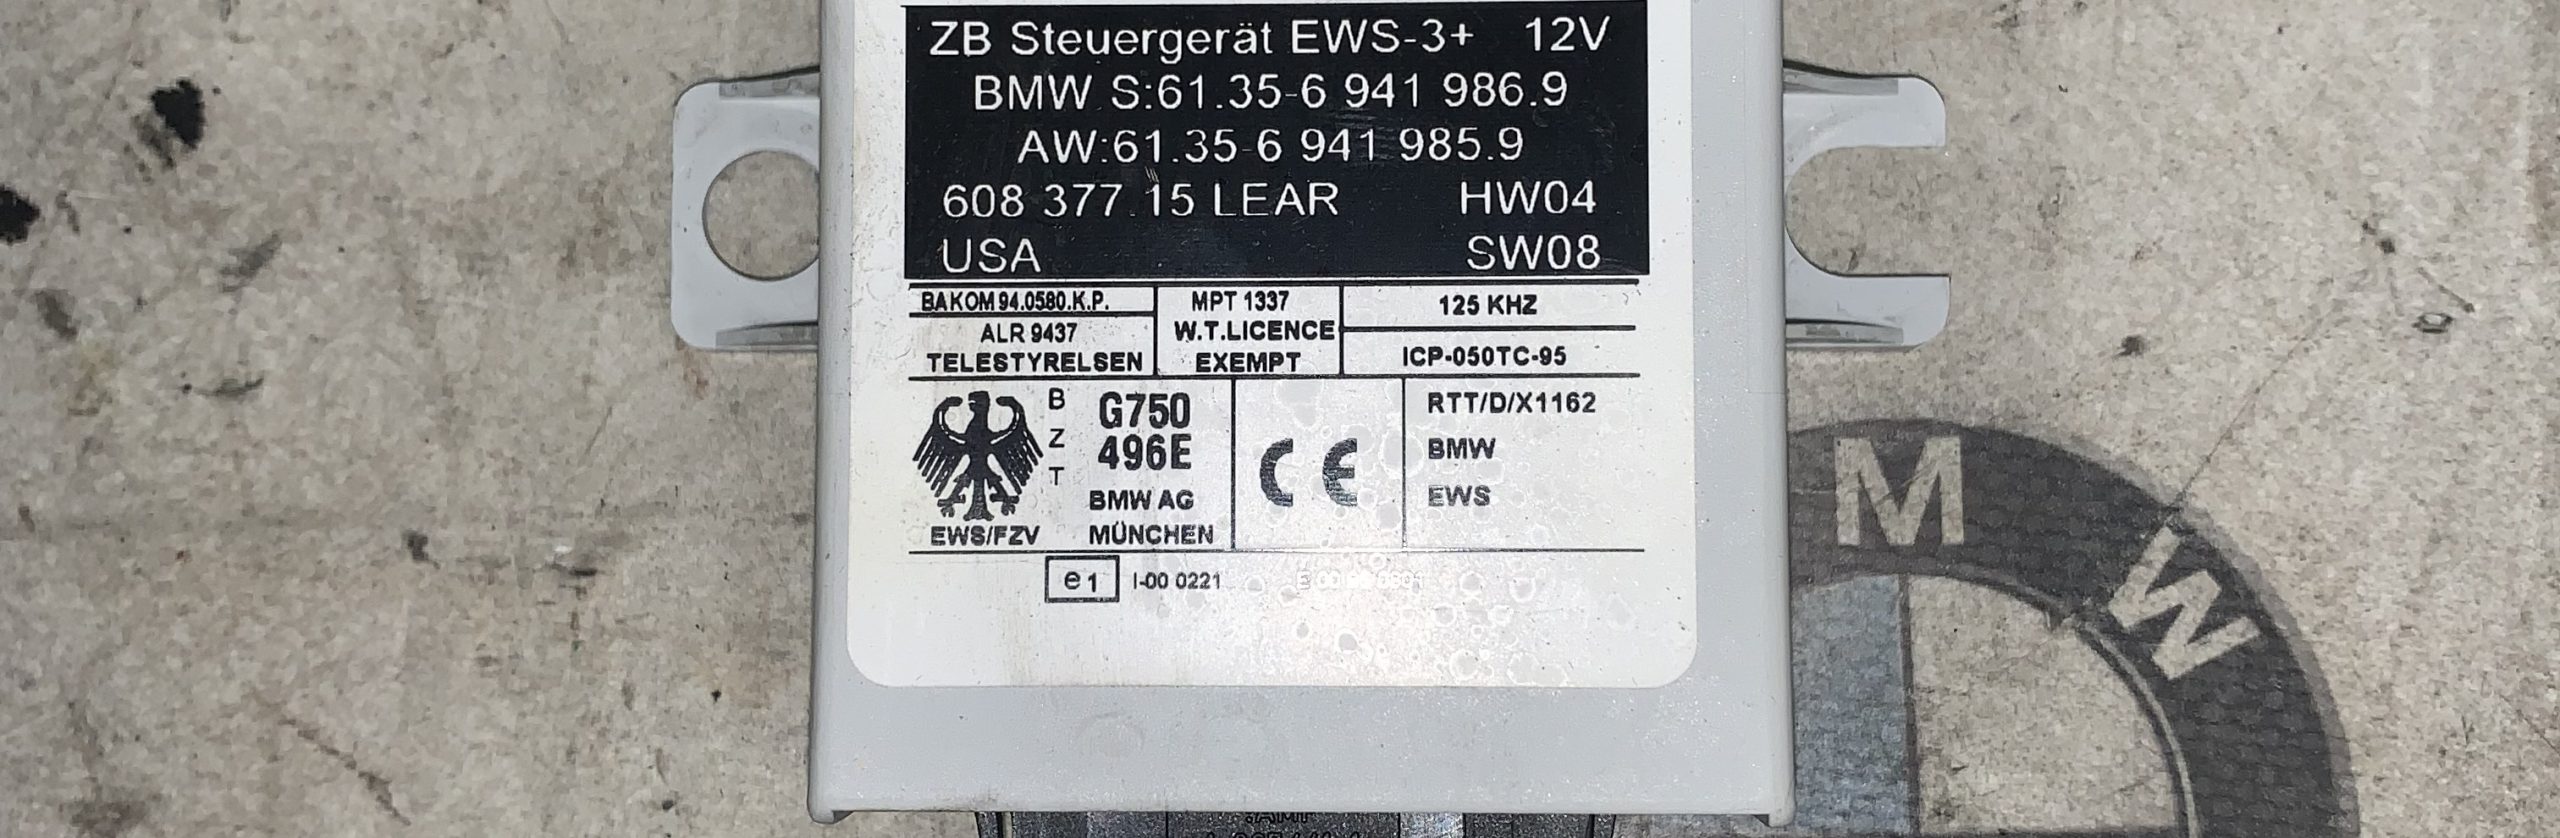 ZB Steuergerät EWS-3+ 12V
BMW S:61.35-6 941 986.9
AW:61.35-6 941 985.9
608 377.15 LEAR HW04
USA SW08
BAKOM 94.0580.K.P.
ALR 9437
TELESTYRELSEN
MPT 1337
W.T.LICENCE
EXEMPT
125 KHZ
ICP-050TC-95
BZT
G750
496E
BMW AG
EWS/FZV MÜNCHEN
CE
RTT/D/X1162
BMW
EWS
e1 I-00 0221
M W